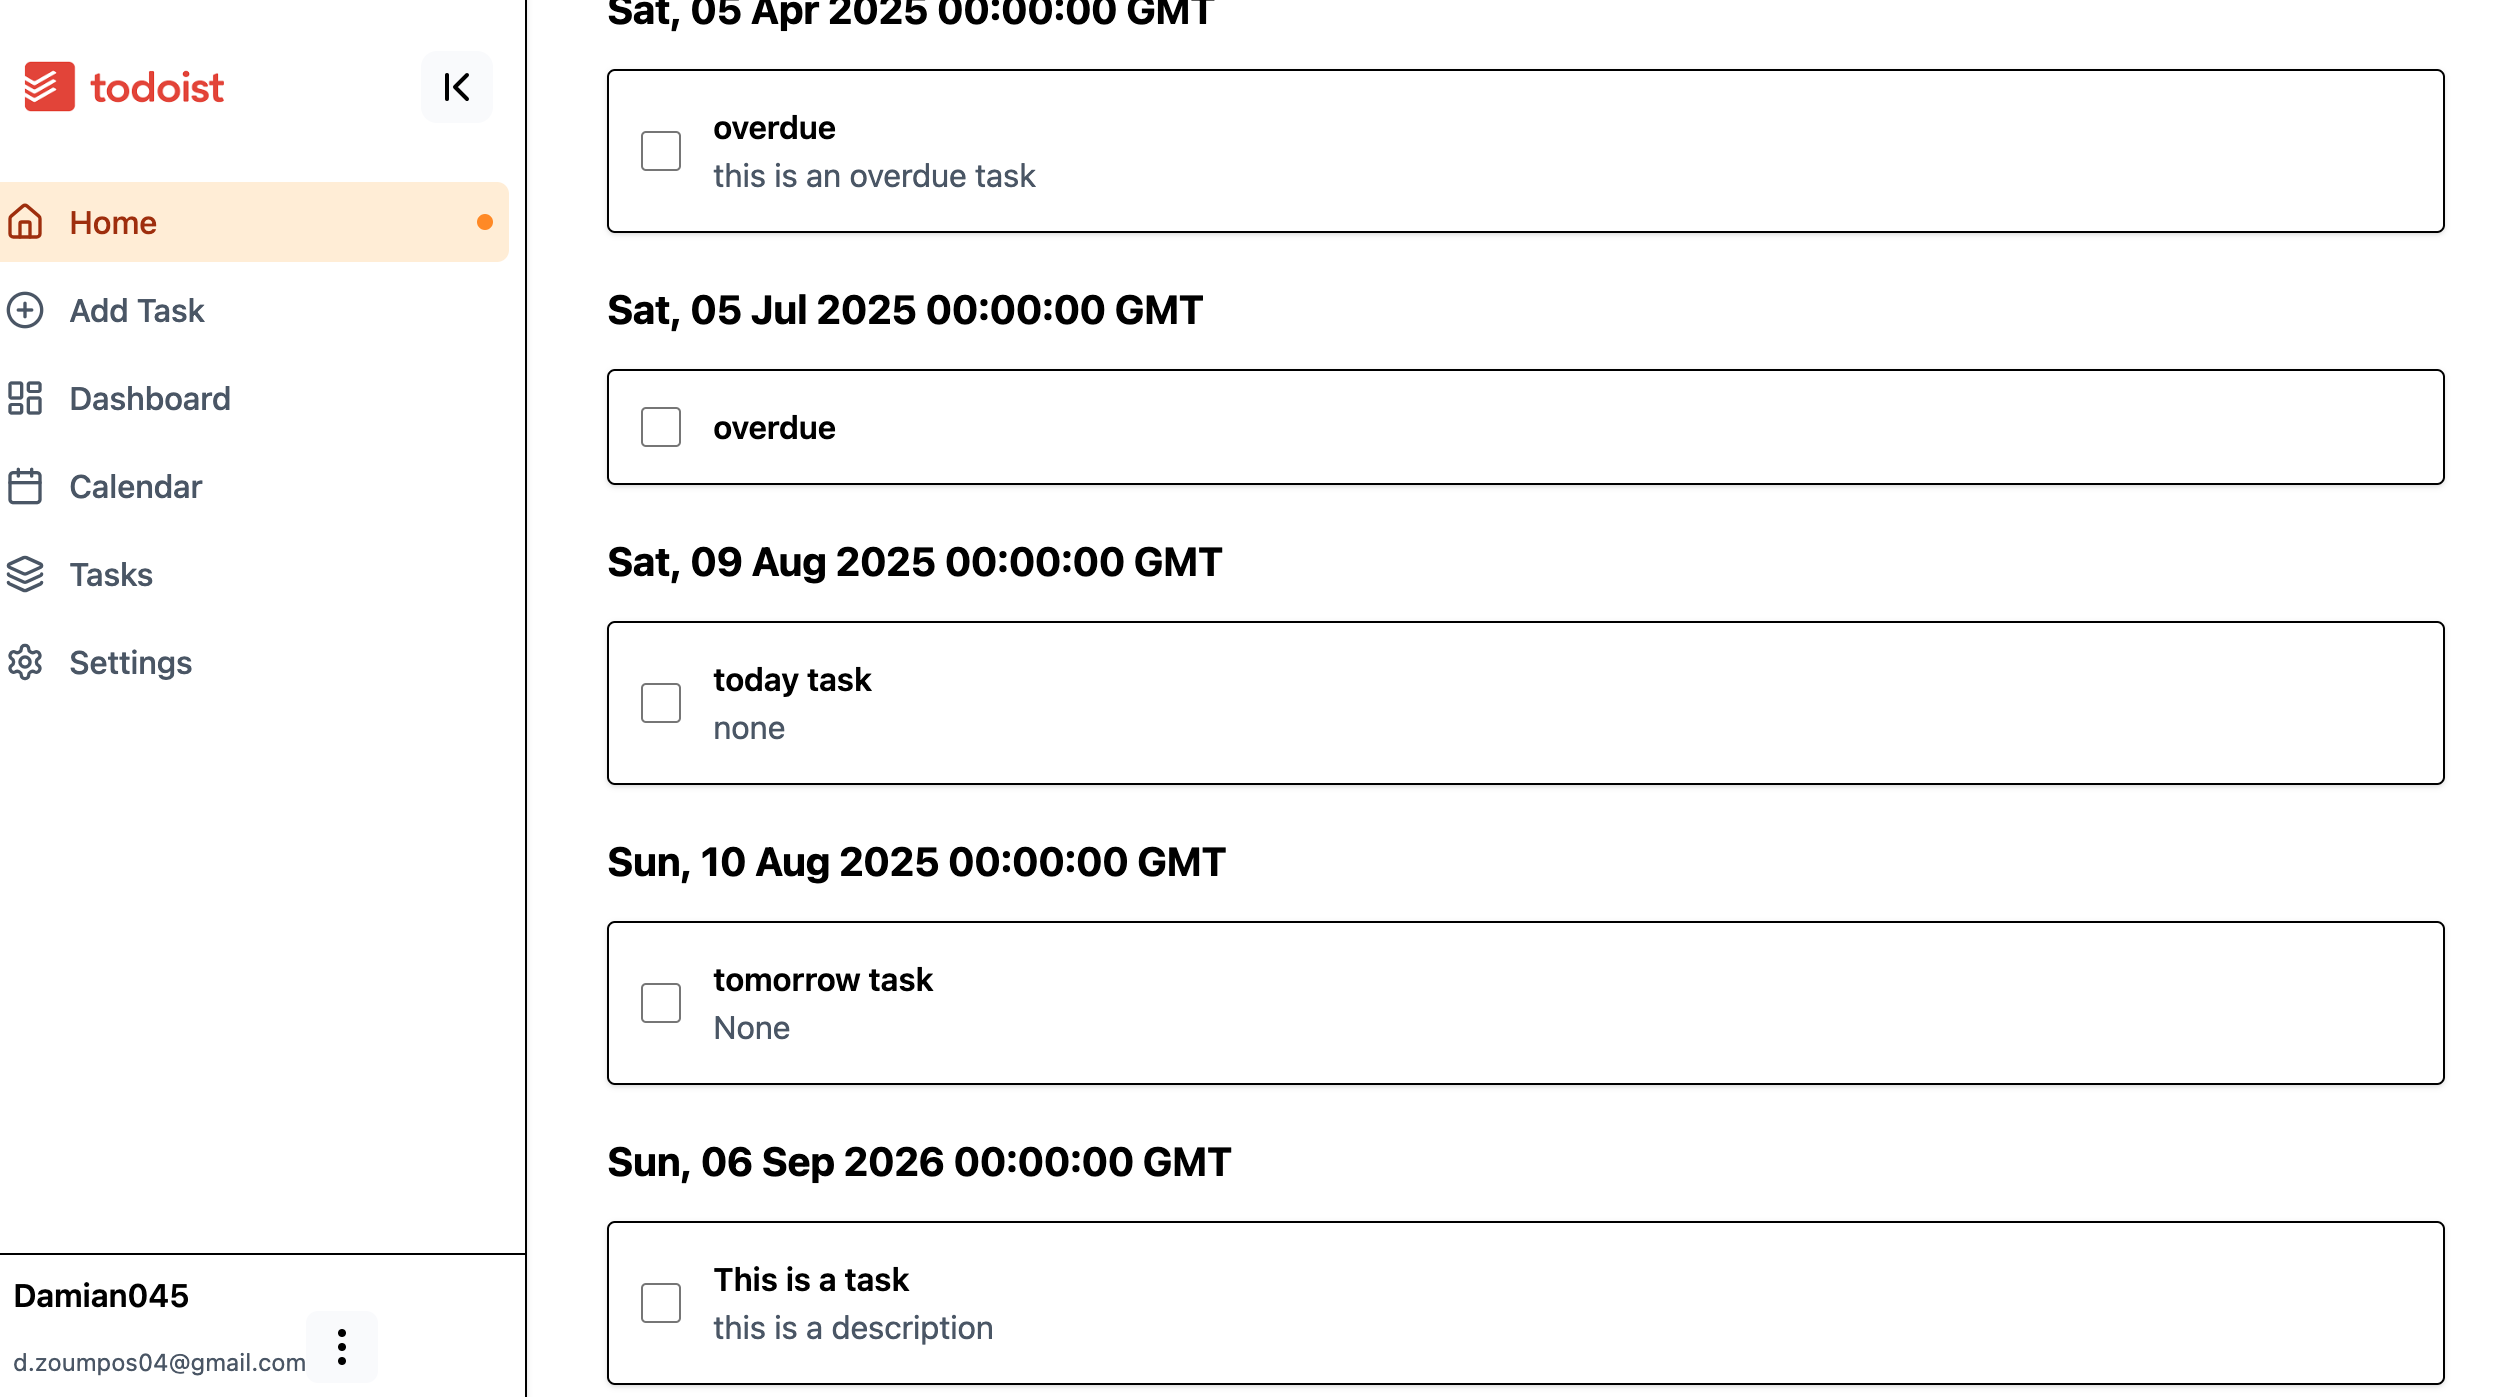 todoist
Home
Add Task
Dashboard
Calendar
Tasks
Settings
Damian045
d.zoumpos04@gmail.com
Sat, 05 Apr 2025 00:00:00 GMT
overdue
this is an overdue task
Sat, 05 Jul 2025 00:00:00 GMT
overdue
Sat, 09 Aug 2025 00:00:00 GMT
today task
none
Sun, 10 Aug 2025 00:00:00 GMT
tomorrow task
None
Sun, 06 Sep 2026 00:00:00 GMT
This is a task
this is a description